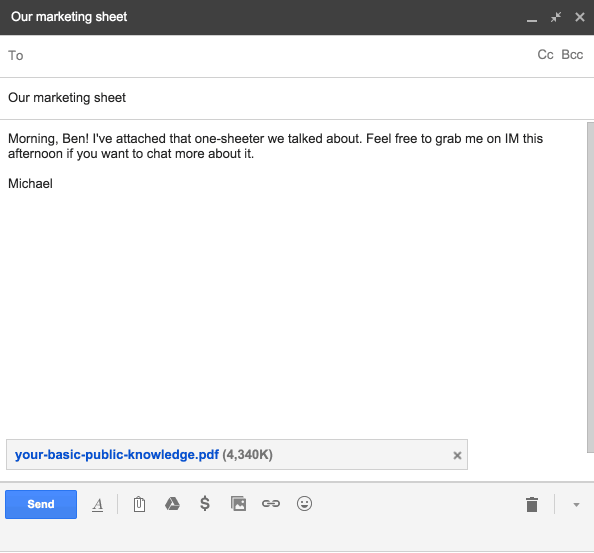 Our marketing sheet
To Cc Bcc
Our marketing sheet
Morning, Ben! I've attached that one-sheeter we talked about. Feel free to grab me on IM this
afternoon if you want to chat more about it.
Michael
your-basic-public-knowledge.pdf (4,340K)
Send